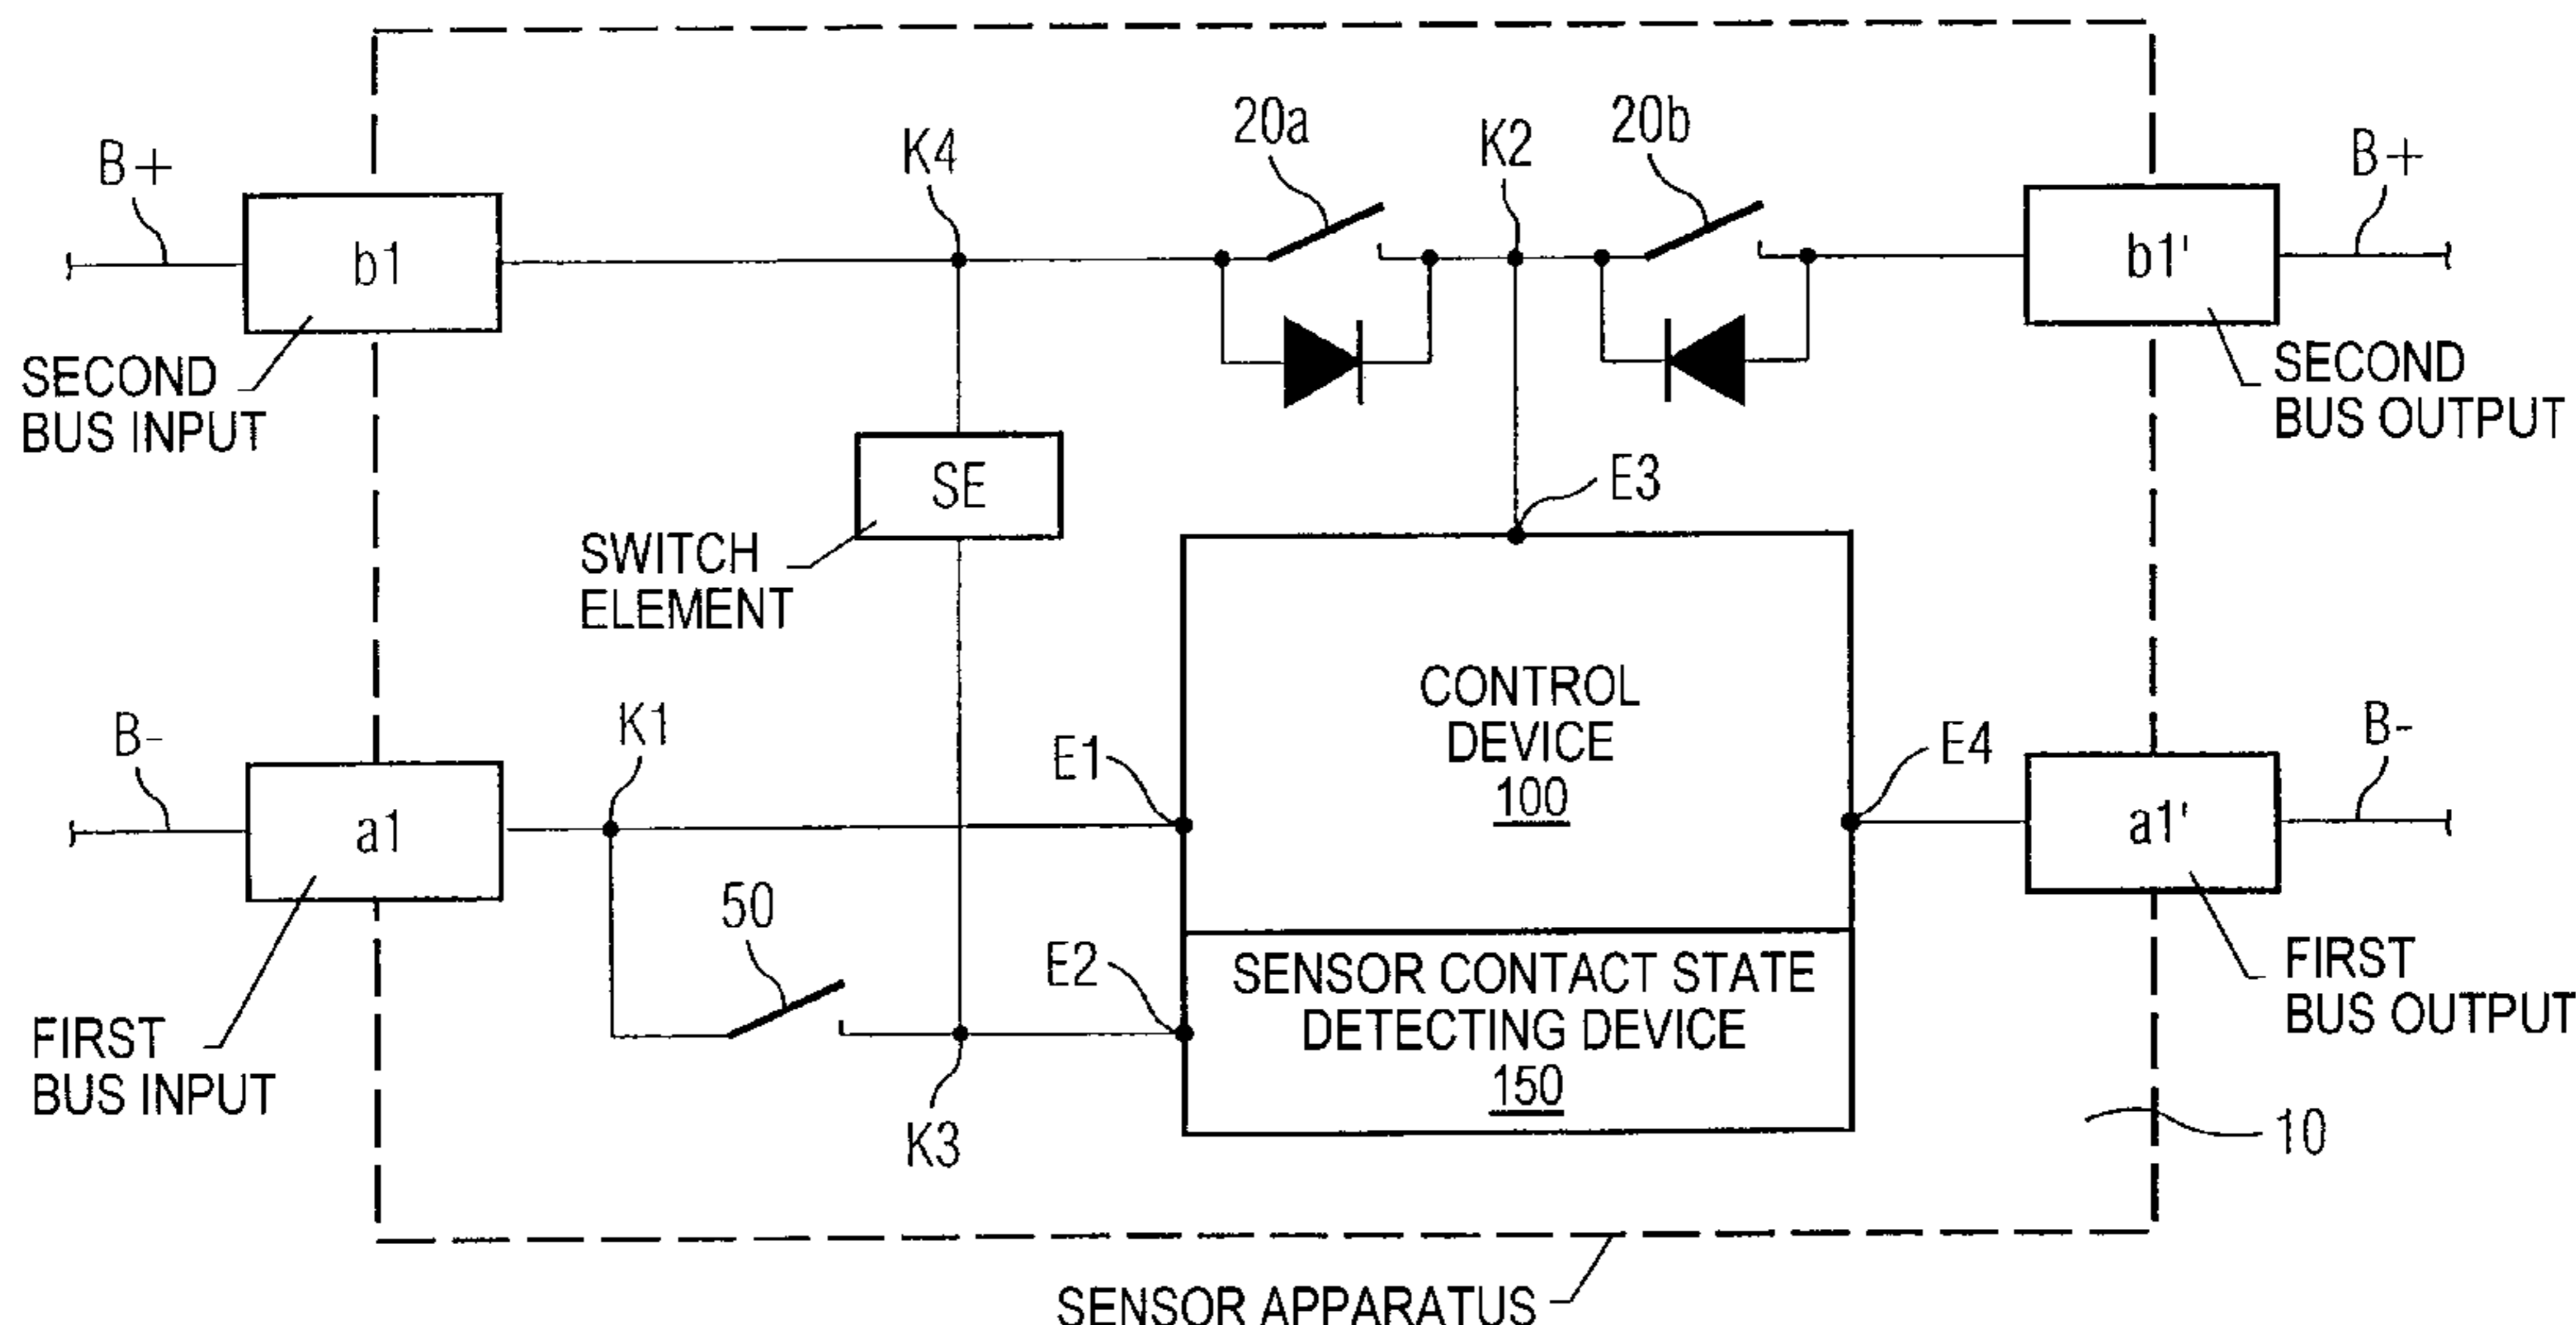 20a
20b
K4
K2
B+
B+
b1
b1'
SECOND
BUS INPUT
SE
E3
SECOND
BUS OUTPUT
SWITCH
ELEMENT
CONTROL
DEVICE
100
B-
K1
E1
E4
B-
a1
a1'
50
E2
SENSOR CONTACT STATE
DETECTING DEVICE
150
FIRST
BUS INPUT
FIRST
BUS OUTPUT
K3
10
SENSOR APPARATUS